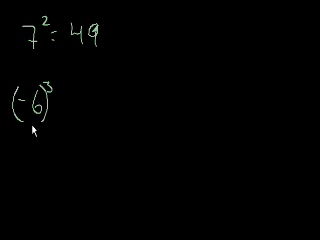 7² = 49
(-6)³